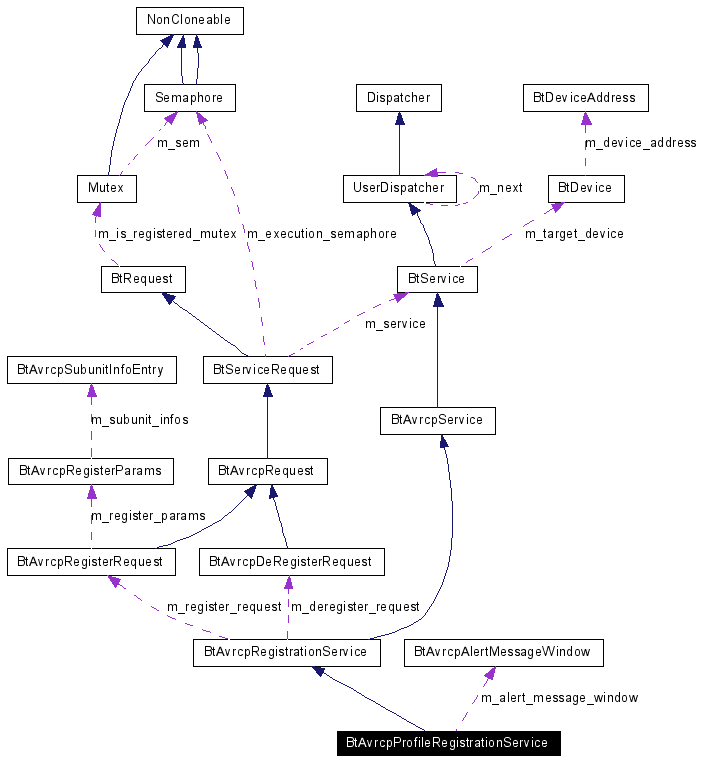 NonCloneable
Semaphore
Dispatcher
BtDeviceAddress
m_sem
m_device_address
Mutex
UserDispatcher
m_next
BtDevice
m_is_registered_mutex
m_execution_semaphore
m_target_device
BtRequest
BtService
m_service
BtAvrcpSubunitInfoEntry
BtServiceRequest
m_subunit_infos
BtAvrcpService
BtAvrcpRegisterParams
BtAvrcpRequest
m_register_params
BtAvrcpRegisterRequest
BtAvrcpDeRegisterRequest
m_register_request
m_deregister_request
BtAvrcpRegistrationService
BtAvrcpAlertMessageWindow
m_alert_message_window
BtAvrcpProfileRegistrationService